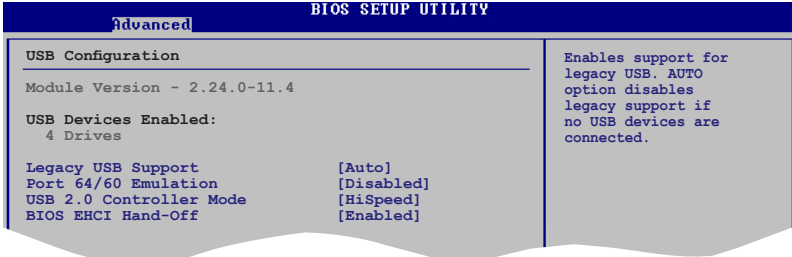 BIOS SETUP UTILITY
Advanced
USB Configuration
Module Version - 2.24.0-11.4
USB Devices Enabled:
4 Drives
Legacy USB Support [Auto]
Port 64/60 Emulation [Disabled]
USB 2.0 Controller Mode [HiSpeed]
BIOS EHCI Hand-Off [Enabled]
Enables support for
legacy USB. AUTO
option disables
legacy support if
no USB devices are
connected.